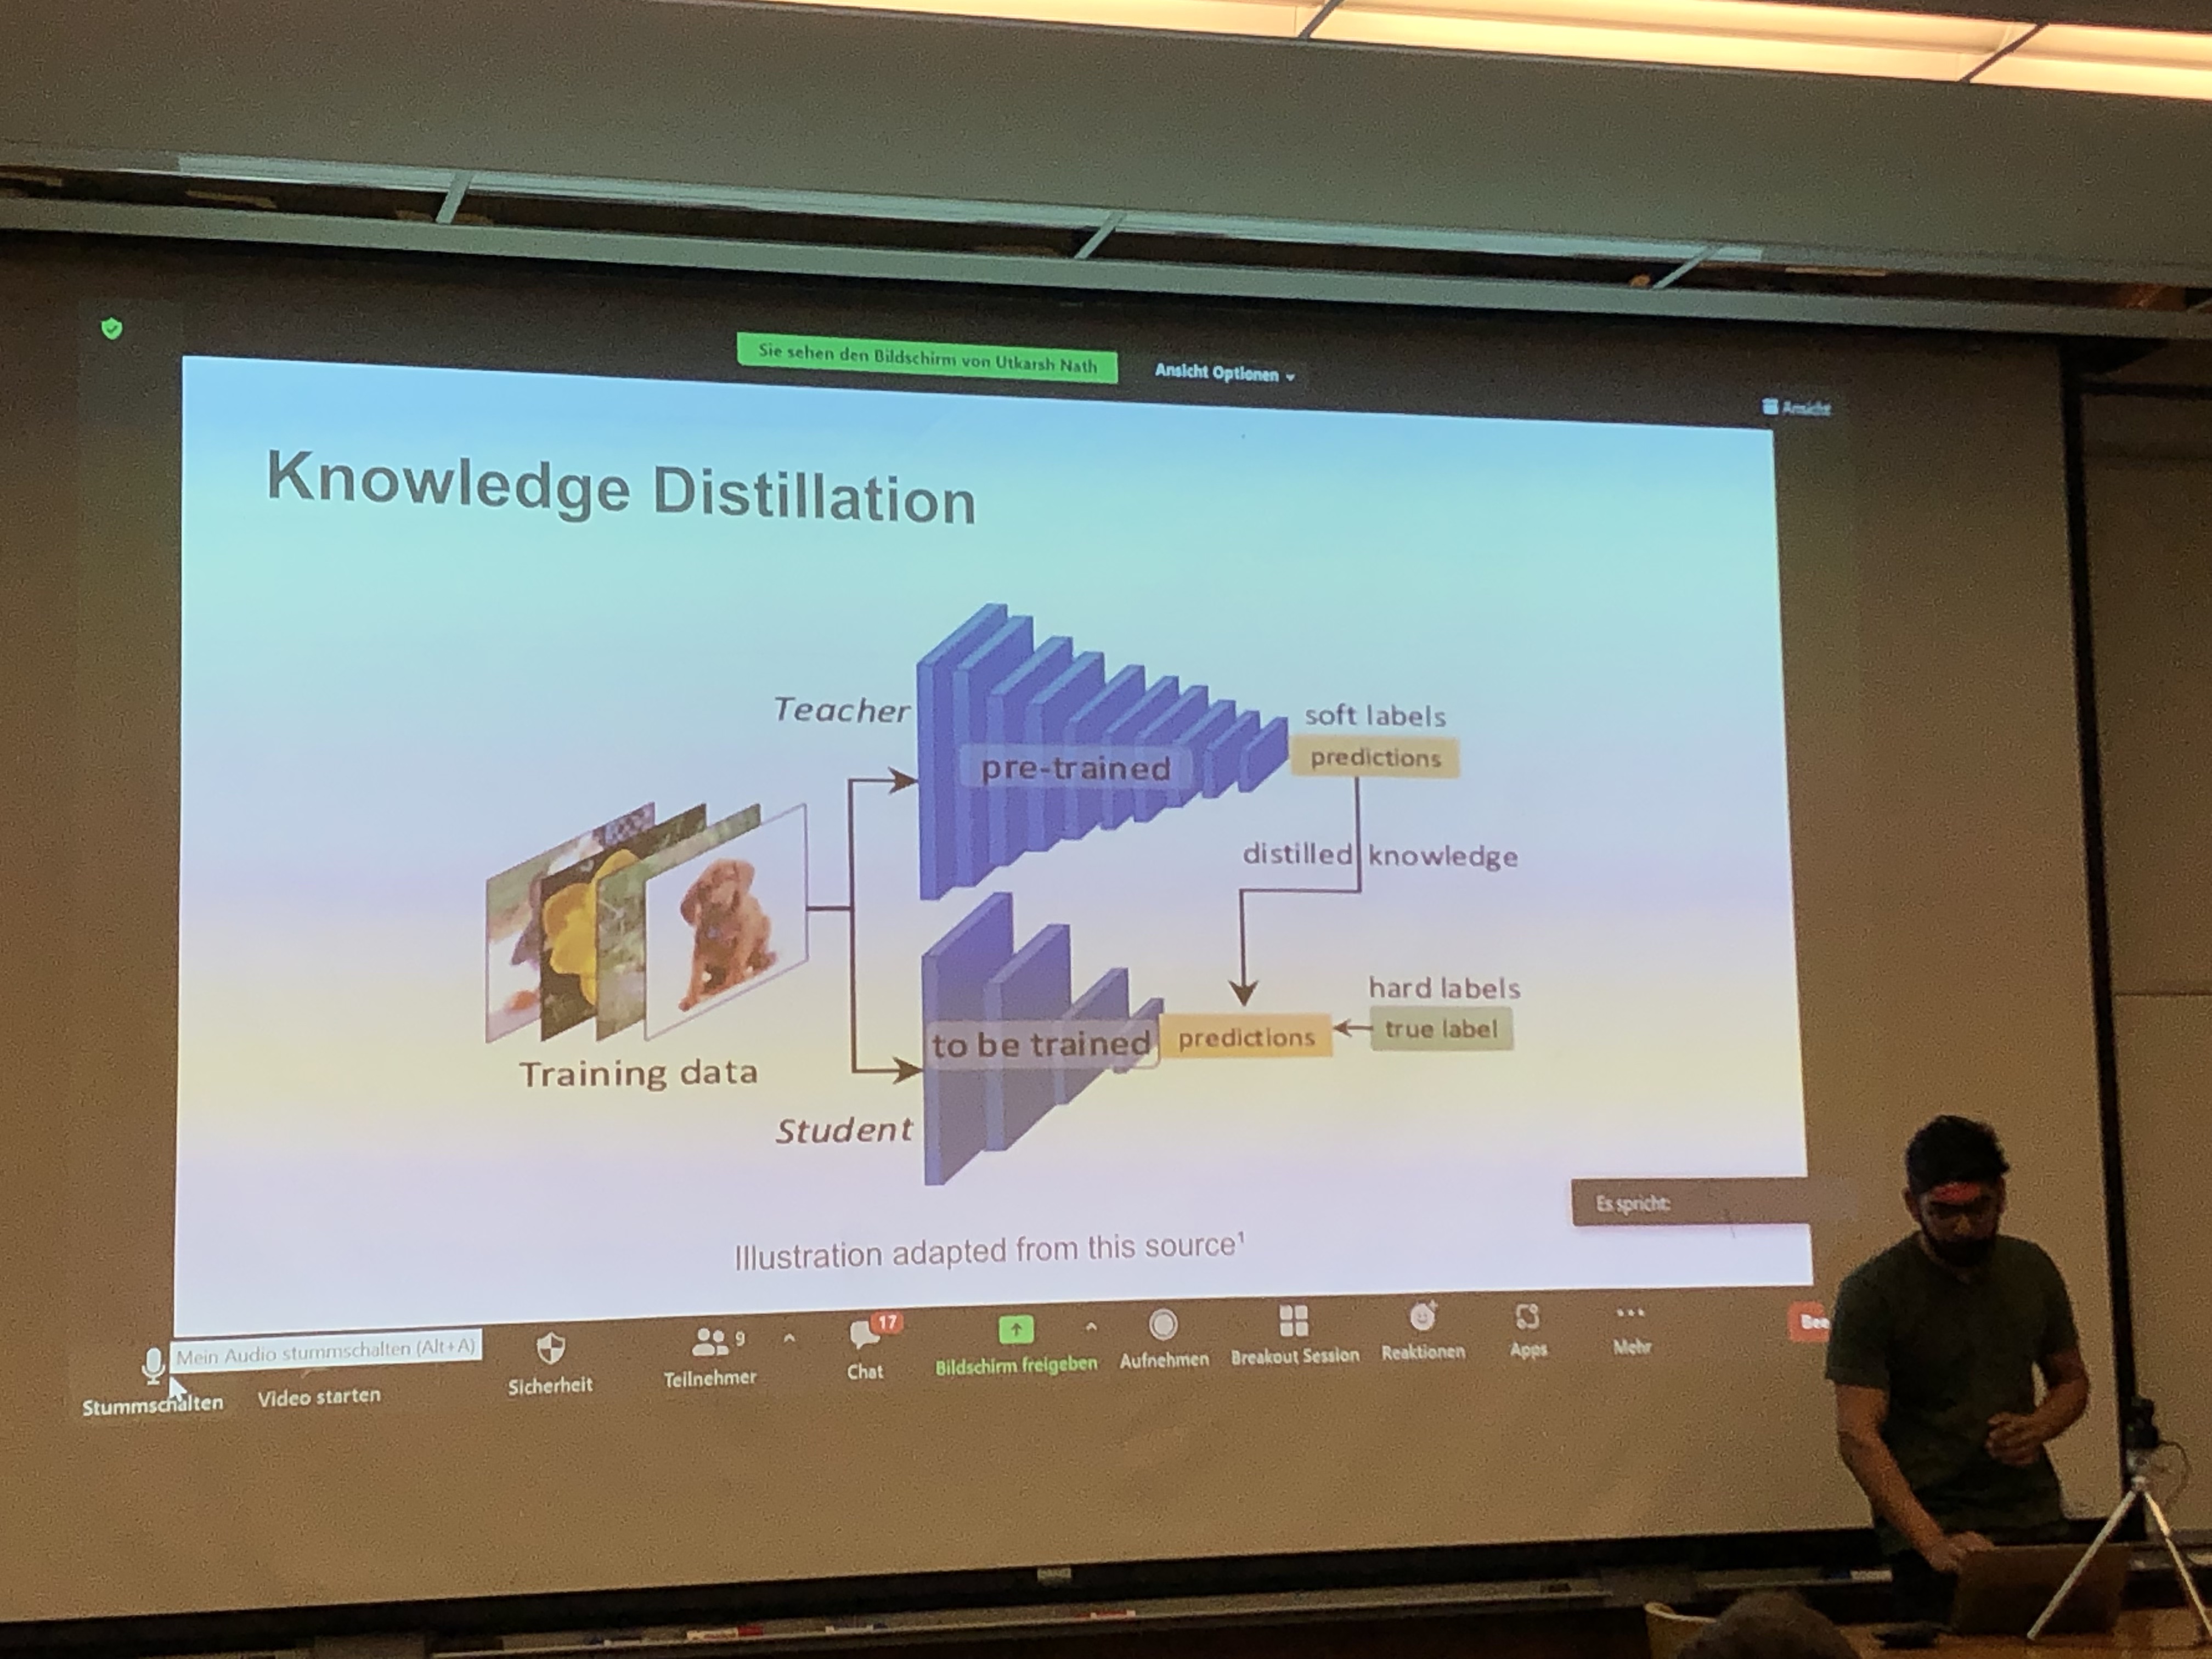 Sie sehen den Bildschirm von Utkarsh Nath
Ansicht Optionen
Ansicht
Knowledge Distillation
Teacher
pre-trained
soft labels
predictions
distilled knowledge
Training data
to be trained
predictions
hard labels
true label
Student
Illustration adapted from this source¹
Es spricht:
Mein Audio stummschalten (Alt+A)
Stummschalten
Video starten
Sicherheit
9
Teilnehmer
17
Chat
Bildschirm freigeben
Aufnehmen
Breakout Session
Reaktionen
Apps
Mehr
Bee